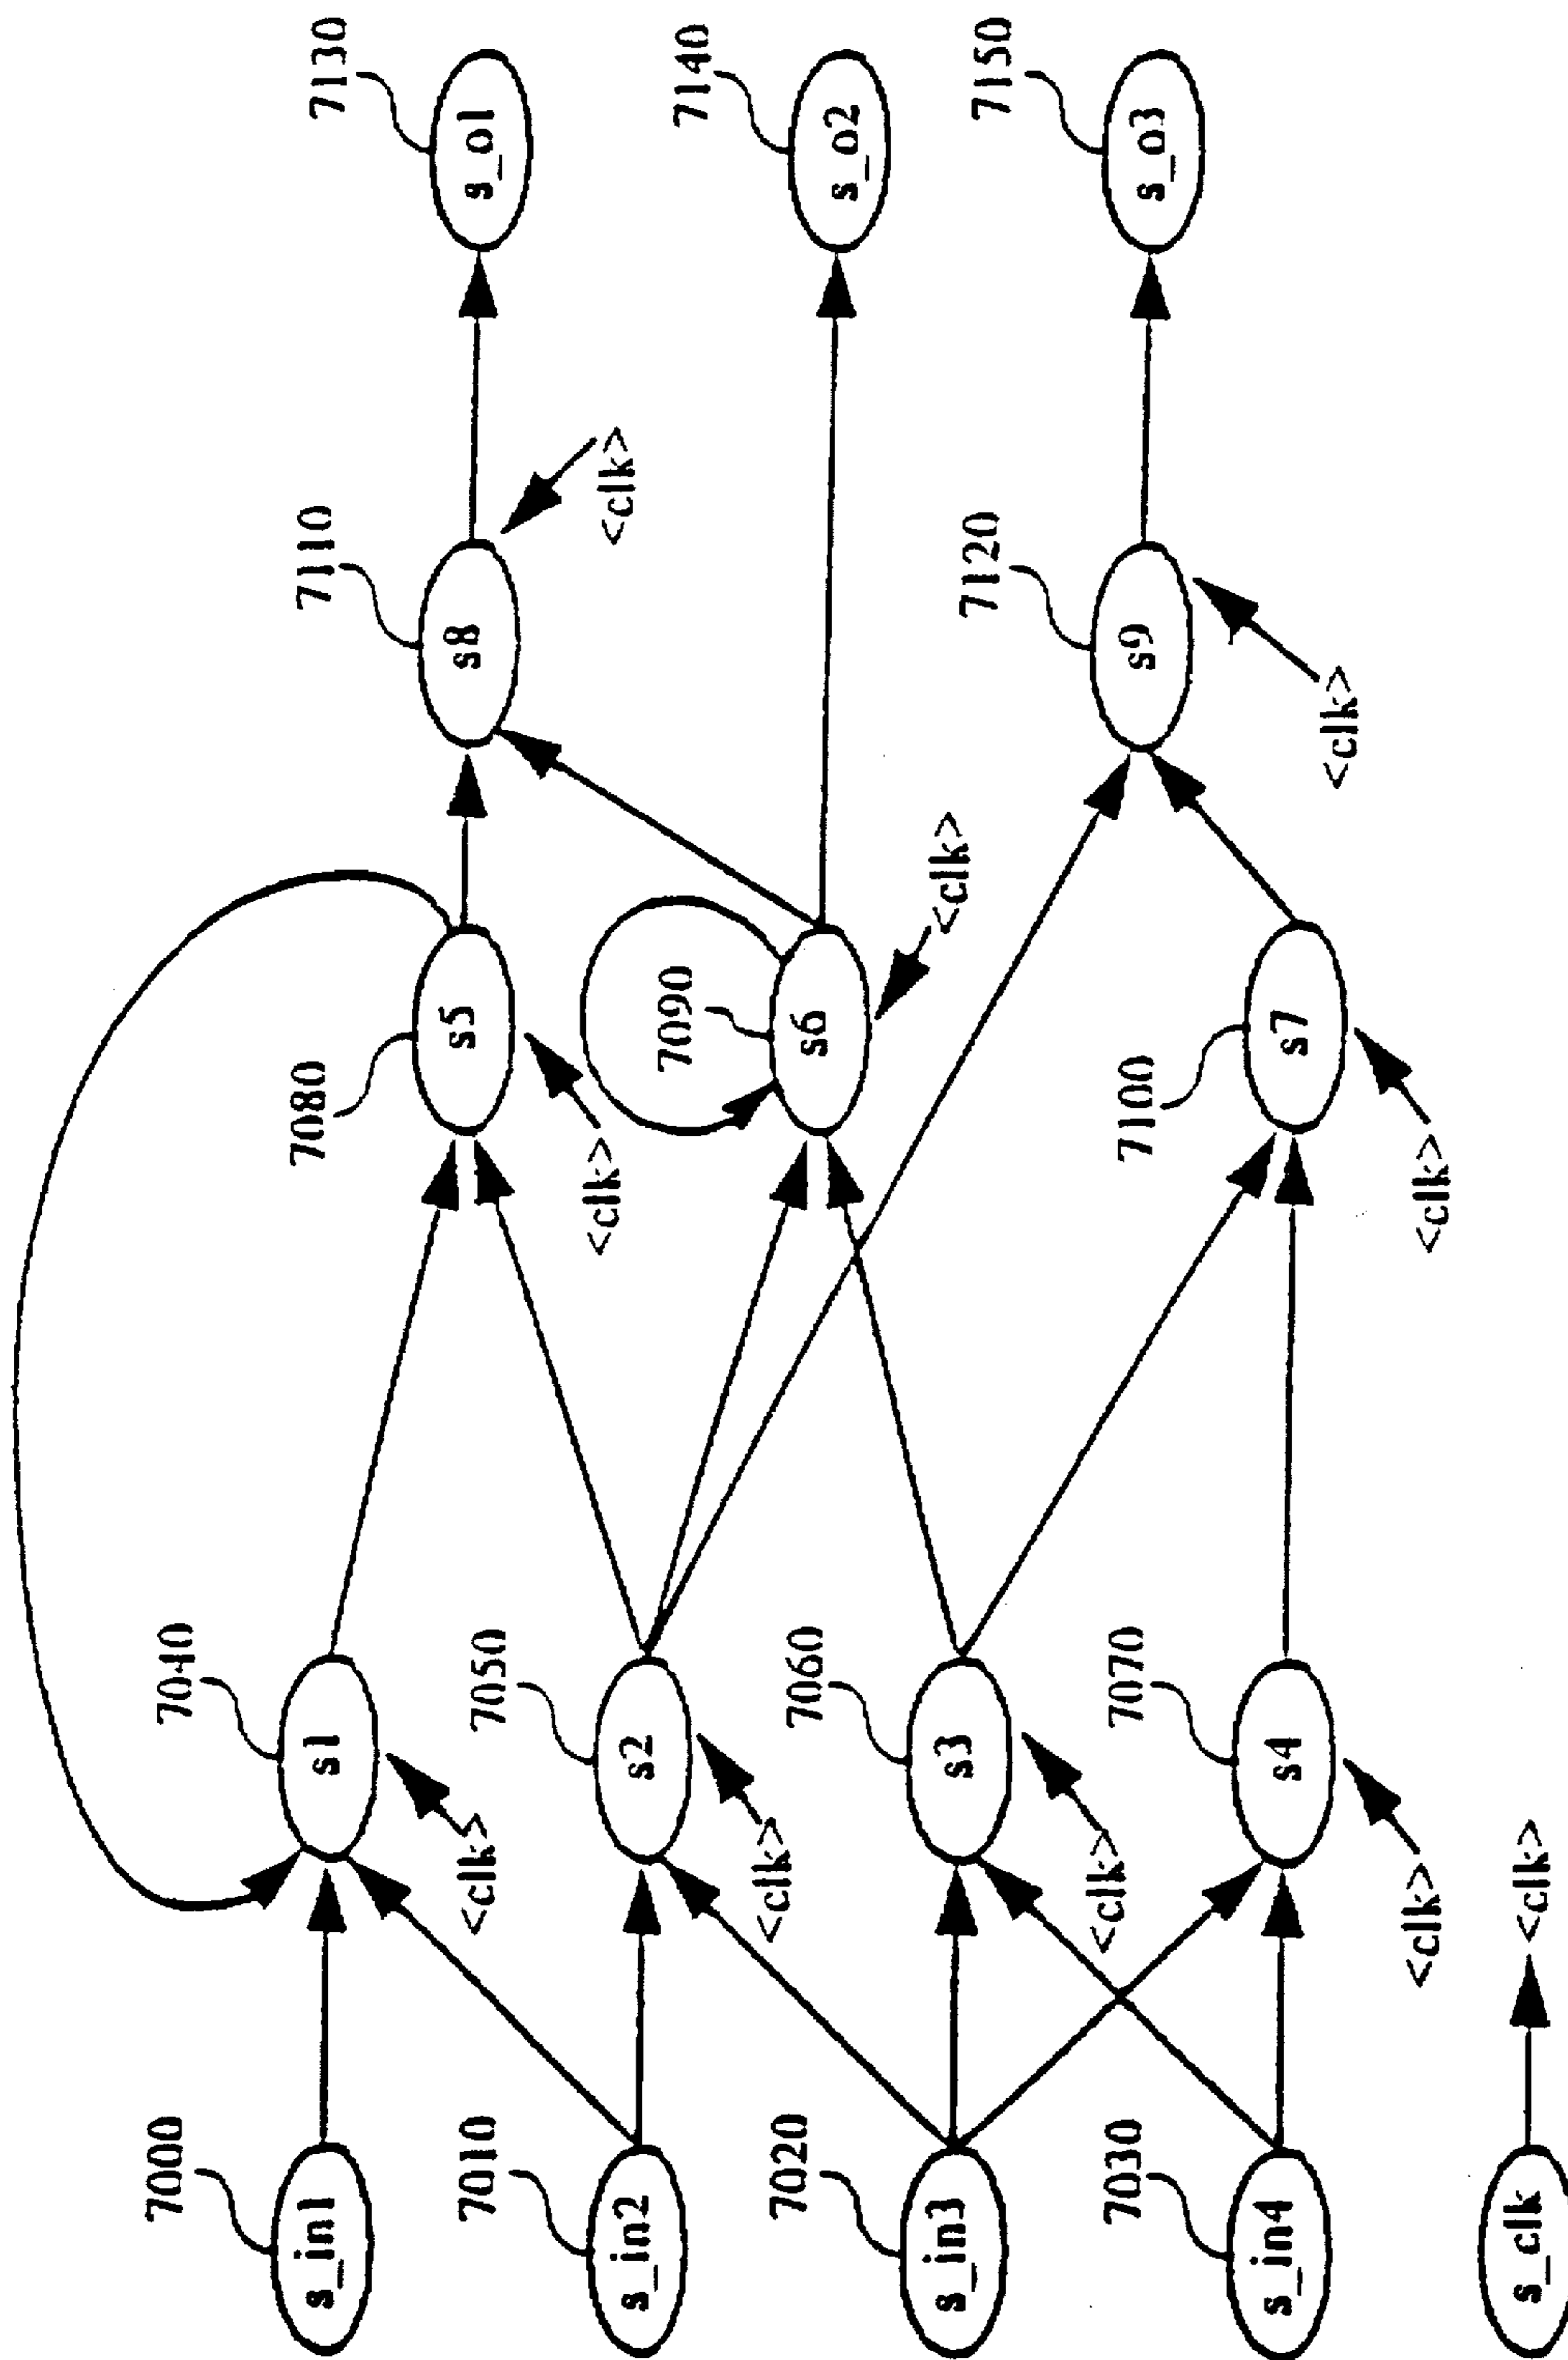 7000
s_in1
7010
s_in2
7020
s_in3
7030
s_in4
s_clk
<clk>
7040
s1
<clk>
7050
s2
<clk>
7060
s3
<clk>
7070
s4
<clk>
7080
s5
<clk>
7090
s6
<clk>
7100
s7
<clk>
7110
s8
<clk>
7120
s9
<clk>
7130
s_o1
7140
s_o2
7150
s_o3